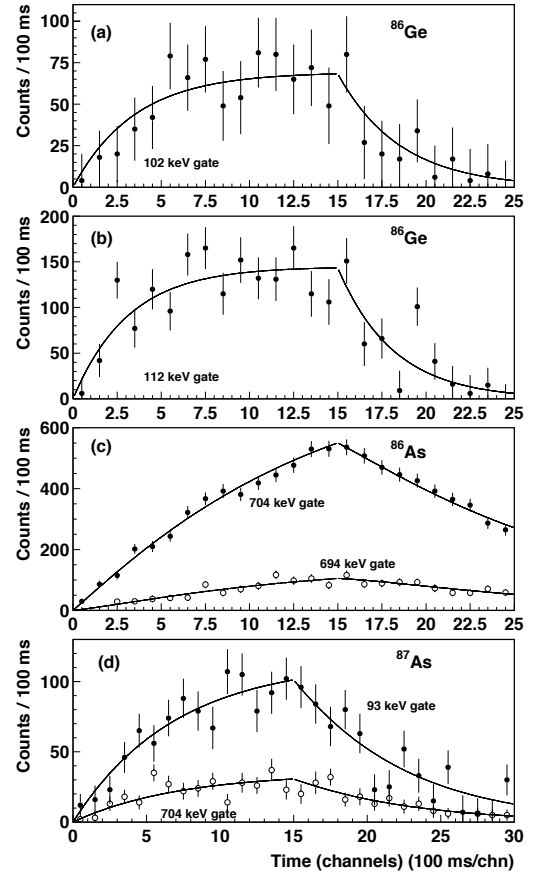 100
(a)
86Ge
75
50
25
102 keV gate
0
0 2.5 5 7.5 10 12.5 15 17.5 20 22.5 25
Counts / 100 ms
200
(b)
86Ge
150
100
50
112 keV gate
0
0 2.5 5 7.5 10 12.5 15 17.5 20 22.5 25
Counts / 100 ms
600
(c)
86As
400
704 keV gate
200
694 keV gate
0
0 2.5 5 7.5 10 12.5 15 17.5 20 22.5 25
Counts / 100 ms
(d)
87As
100
93 keV gate
50
704 keV gate
0
0 5 10 15 20 25 30
Counts / 100 ms
Time (channels) (100 ms/chn)